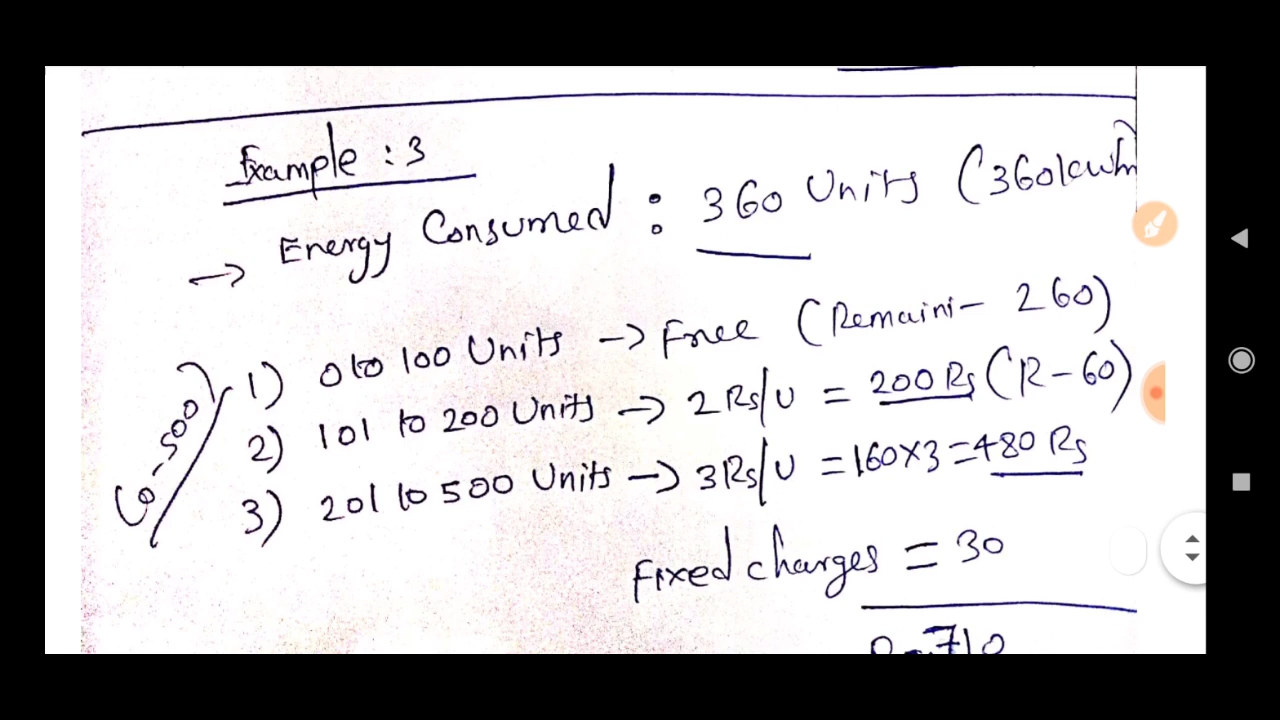 Example : 3
→ Energy Consumed : 360 Units (360kwh)
(0-500)
1) 0 to 100 Units → Free (Remaini- 260)
2) 101 to 200 Units → 2 Rs/U = 200 Rs (R-60)
3) 201 to 500 Units → 3 Rs/U = 160×3 = 480 Rs
Fixed charges = 30
710